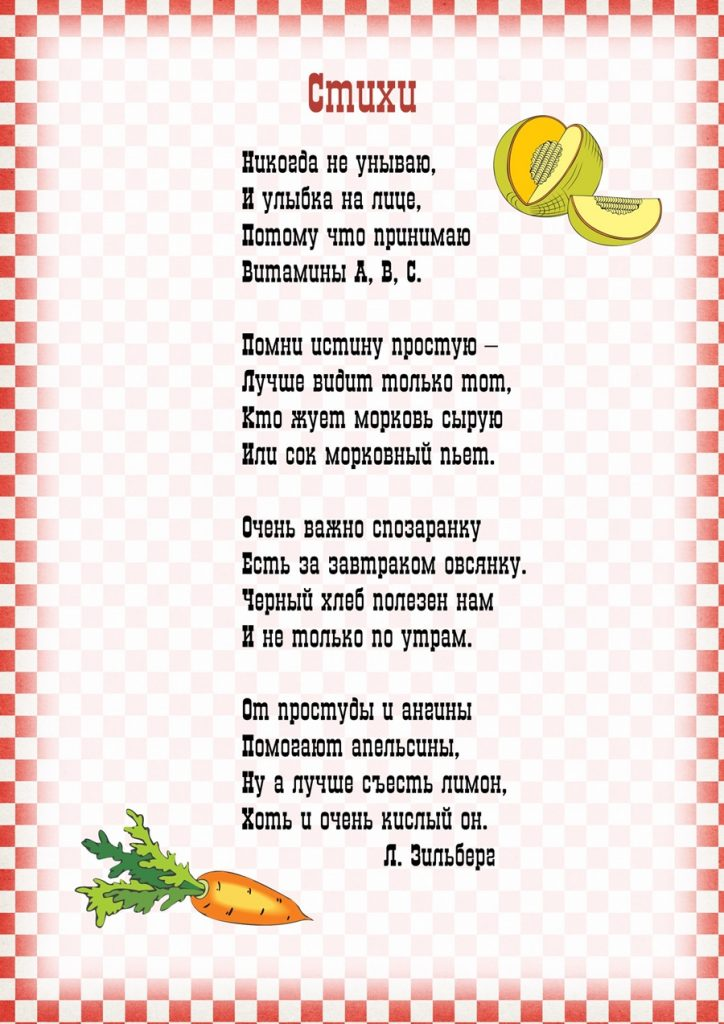 Стихи
Никогда не унываю,
И улыбка на лице,
Потому что принимаю
Витамины А, В, С.
Помни истину простую –
Лучше видит только тот,
Кто жует морковь сырую
Или сок морковный пьет.
Очень важно спозаранку
Есть за завтраком овсянку.
Черный хлеб полезен нам
И не только по утрам.
От простуды и ангины
Помогают апельсины,
Ну а лучше съесть лимон,
Хоть и очень кислый он.
Л. Зильберг